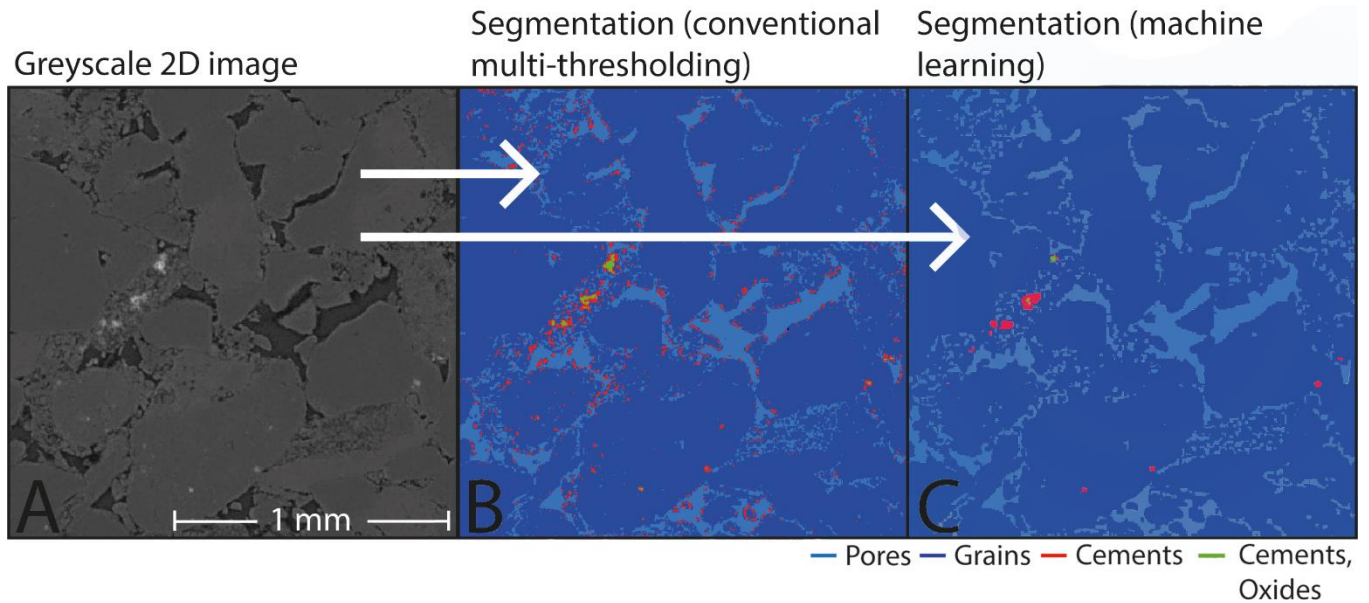 Greyscale 2D image
Segmentation (conventional
multi-thresholding)
Segmentation (machine
learning)
A
1 mm
B
C
Pores
Grains
Cements
Cements,
Oxides